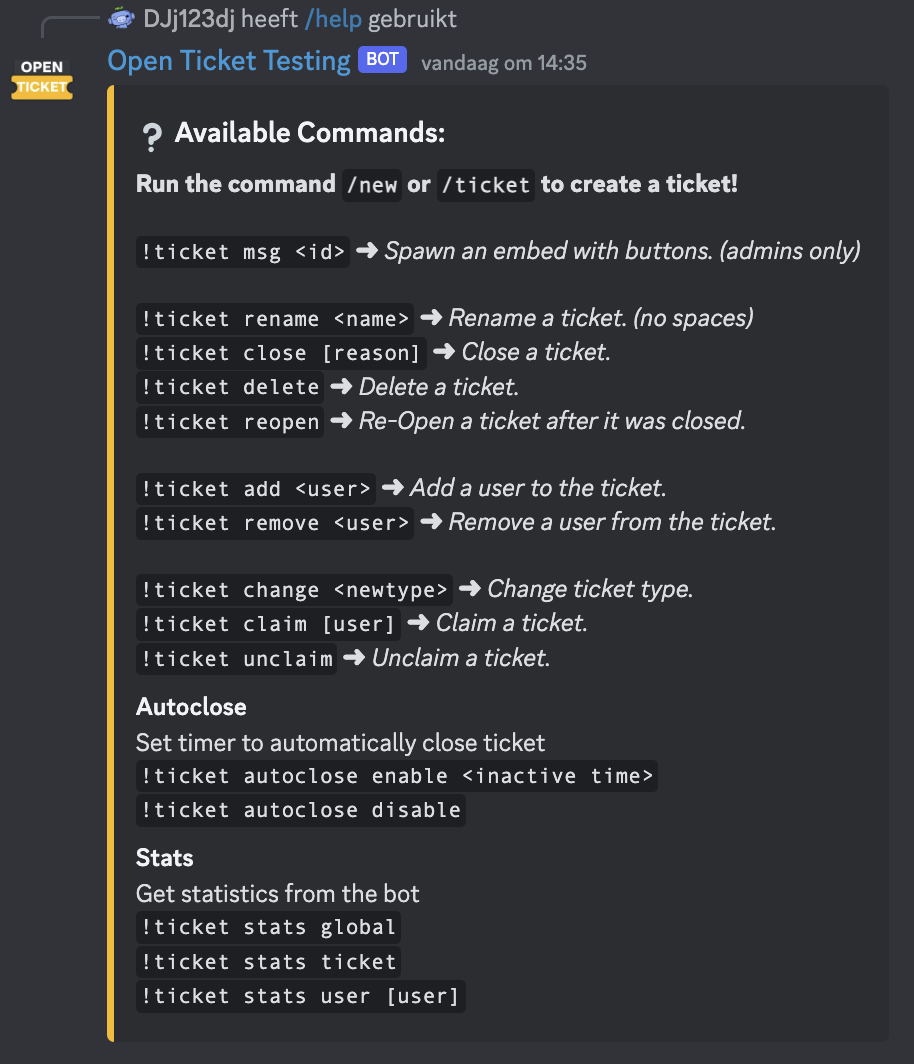 DJj123dj heeft /help gebruikt
OPEN
TICKET
Open Ticket Testing BOT vandaag om 14:35
? Available Commands:
Run the command /new or /ticket to create a ticket!
!ticket msg <id> ➜ Spawn an embed with buttons. (admins only)
!ticket rename <name> ➜ Rename a ticket. (no spaces)
!ticket close [reason] ➜ Close a ticket.
!ticket delete ➜ Delete a ticket.
!ticket reopen ➜ Re-Open a ticket after it was closed.
!ticket add <user> ➜ Add a user to the ticket.
!ticket remove <user> ➜ Remove a user from the ticket.
!ticket change <newtype> ➜ Change ticket type.
!ticket claim [user] ➜ Claim a ticket.
!ticket unclaim ➜ Unclaim a ticket.
Autoclose
Set timer to automatically close ticket
!ticket autoclose enable <inactive time>
!ticket autoclose disable
Stats
Get statistics from the bot
!ticket stats global
!ticket stats ticket
!ticket stats user [user]